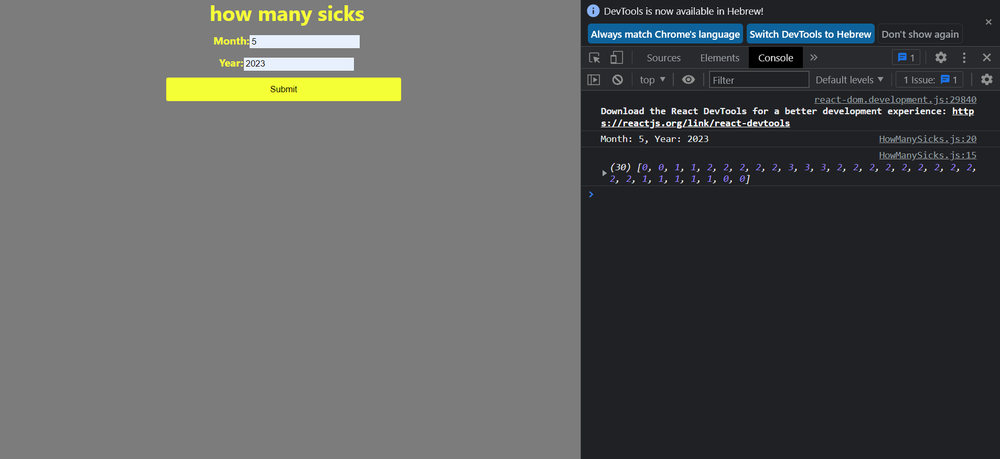 how many sicks
Month: 5
Year: 2023
Submit
DevTools is now available in Hebrew!
Always match Chrome's language Switch DevTools to Hebrew Don't show again
Sources Elements Console 1
top Filter Default levels 1 Issue: 1
react-dom.development.js:29840
Download the React DevTools for a better development experience: http
s://reactjs.org/link/react-devtools
Month: 5, Year: 2023 HowManySicks.js:20
HowManySicks.js:15
(30) [0, 0, 1, 1, 2, 2, 2, 2, 2, 3, 3, 3, 2, 2, 2, 2, 2, 2, 2, 2, 2,
2, 2, 1, 1, 1, 1, 1, 0, 0]